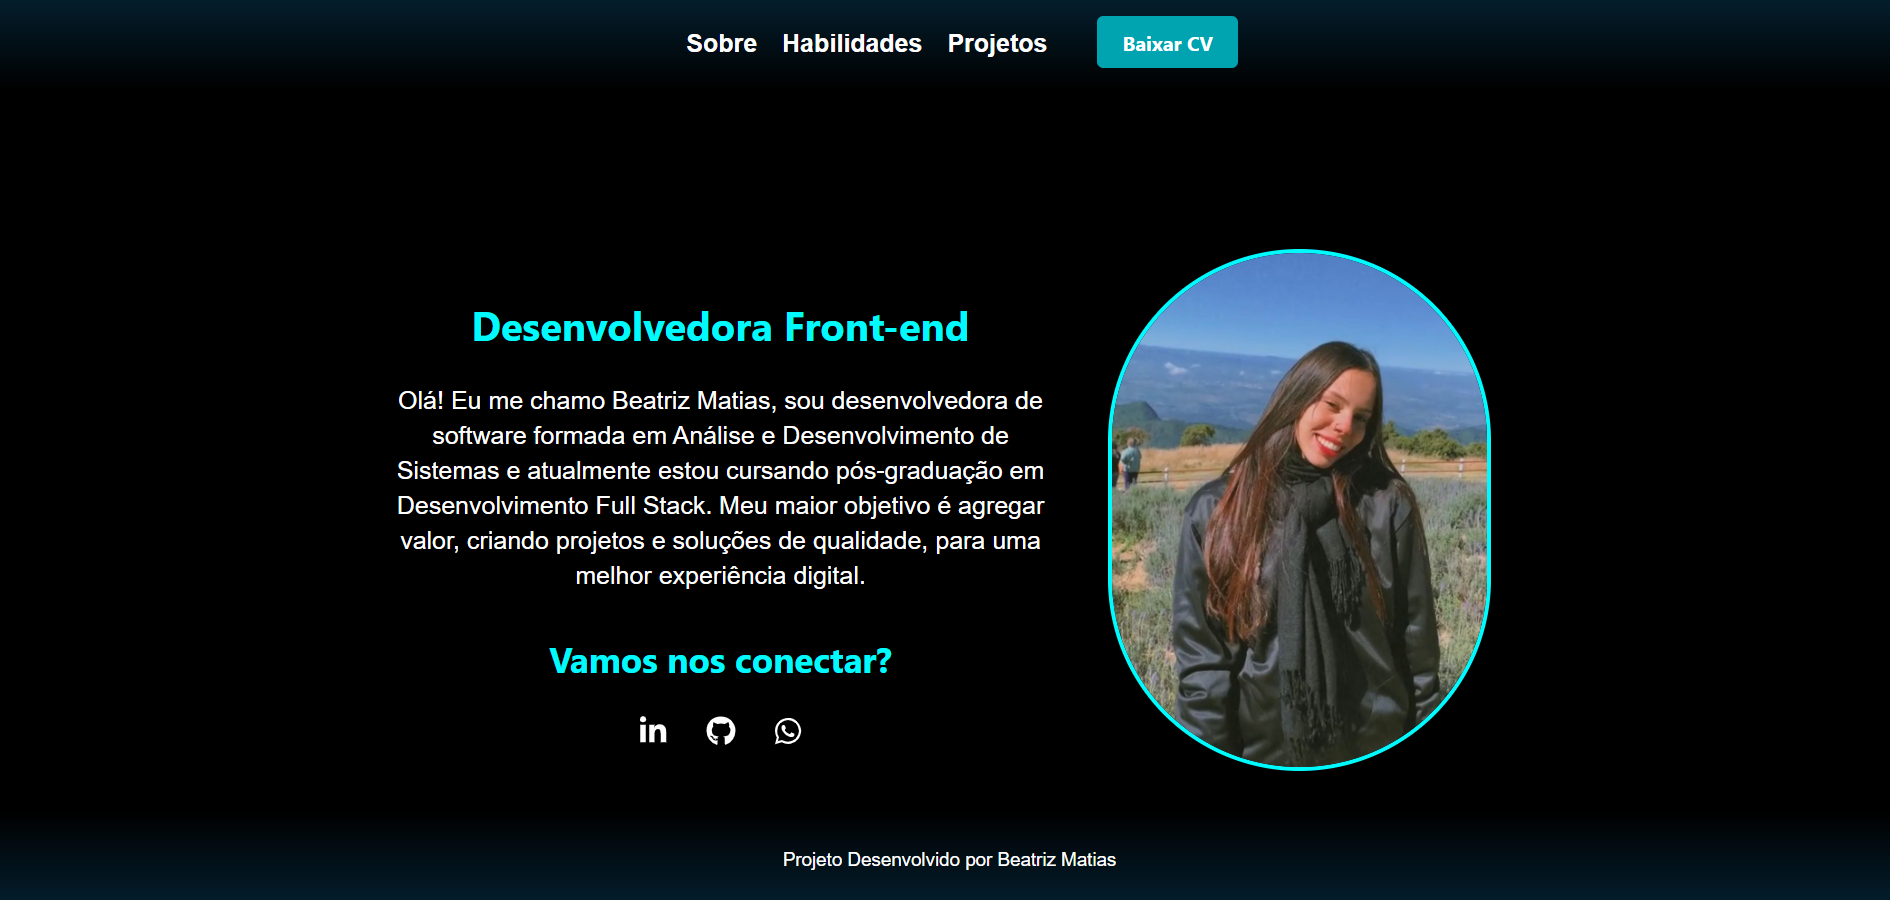 Sobre Habilidades Projetos Baixar CV
Desenvolvedora Front-end
Olá! Eu me chamo Beatriz Matias, sou desenvolvedora de
software formada em Análise e Desenvolvimento de
Sistemas e atualmente estou cursando pós-graduação em
Desenvolvimento Full Stack. Meu maior objetivo é agregar
valor, criando projetos e soluções de qualidade, para uma
melhor experiência digital.
Vamos nos conectar?
in
Projeto Desenvolvido por Beatriz Matias